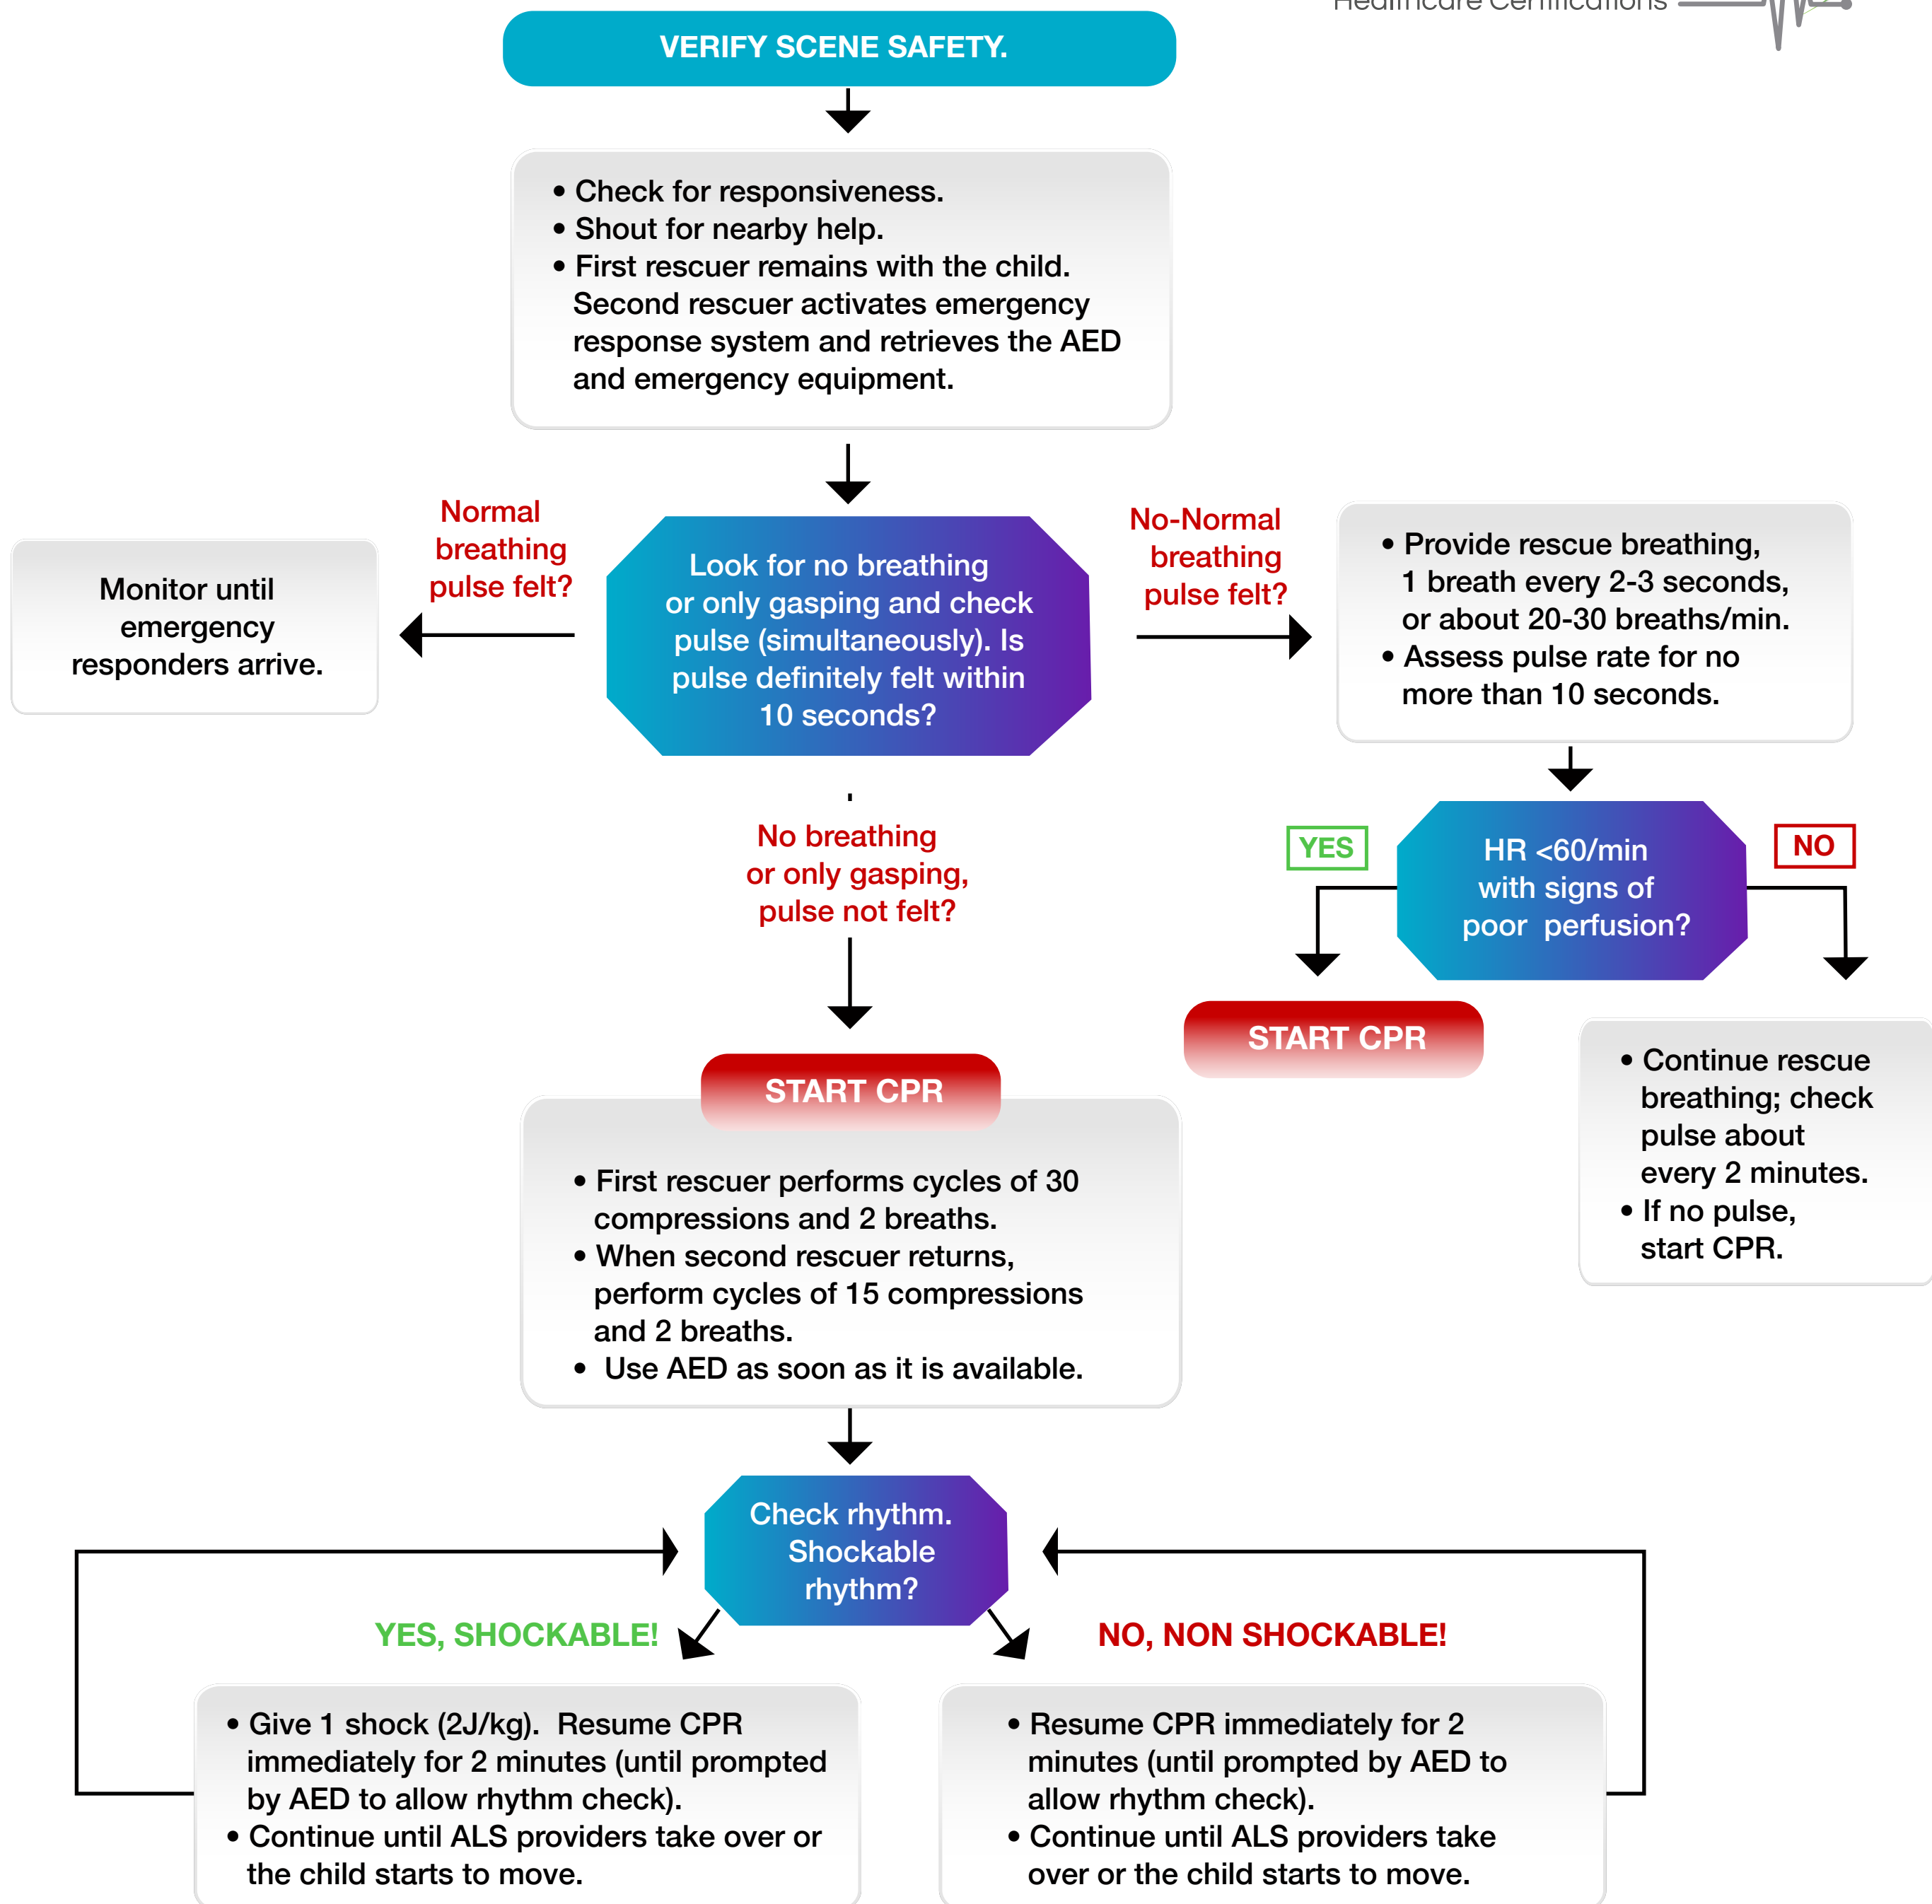 Healthcare Certifications
VERIFY SCENE SAFETY.
• Check for responsiveness.
• Shout for nearby help.
• First rescuer remains with the child.
Second rescuer activates emergency
response system and retrieves the AED
and emergency equipment.
Normal
breathing
pulse felt?
Monitor until
emergency
responders arrive.
Look for no breathing
or only gasping and check
pulse (simultaneously). Is
pulse definitely felt within
10 seconds?
No-Normal
breathing
pulse felt?
• Provide rescue breathing,
1 breath every 2-3 seconds,
or about 20-30 breaths/min.
• Assess pulse rate for no
more than 10 seconds.
YES
HR <60/min
with signs of
poor perfusion?
NO
No breathing
or only gasping,
pulse not felt?
START CPR
• Continue rescue
breathing; check
pulse about
every 2 minutes.
• If no pulse,
start CPR.
START CPR
• First rescuer performs cycles of 30
compressions and 2 breaths.
• When second rescuer returns,
perform cycles of 15 compressions
and 2 breaths.
• Use AED as soon as it is available.
Check rhythm.
Shockable
rhythm?
YES, SHOCKABLE!
NO, NON SHOCKABLE!
• Give 1 shock (2J/kg). Resume CPR
immediately for 2 minutes (until prompted
by AED to allow rhythm check).
• Continue until ALS providers take over or
the child starts to move.
• Resume CPR immediately for 2
minutes (until prompted by AED to
allow rhythm check).
• Continue until ALS providers take
over or the child starts to move.